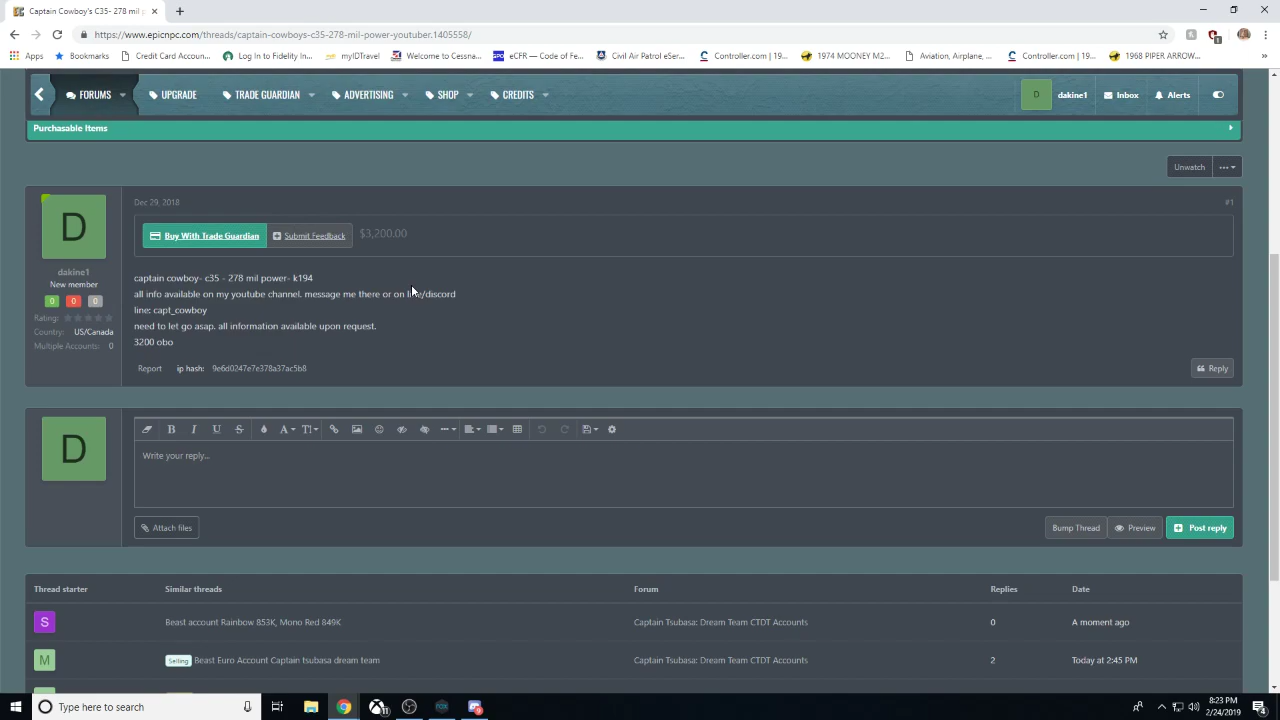 Captain Cowboy's C35- 278 mil p
https://www.epicnpc.com/threads/captain-cowboys-c35-278-mil-power-youtuber.1405558/
Apps
Bookmarks
Credit Card Accoun...
Log In to Fidelity In...
myIDTravel
Welcome to Cessna...
eCFR — Code of Fe...
Civil Air Patrol eSer...
Controller.com | 19...
1974 MOONEY M2...
Aviation, Airplane, ...
Controller.com | 19...
1968 PIPER ARROW...
FORUMS
UPGRADE
TRADE GUARDIAN
ADVERTISING
SHOP
CREDITS
D
dakine1
Inbox
Alerts
Purchasable Items
Unwatch
Dec 29, 2018
#1
D
dakine1
New member
0 0 0
Rating:
Country: US/Canada
Multiple Accounts: 0
Buy With Trade Guardian
Submit Feedback
$3,200.00
captain cowboy- c35 - 278 mil power- k194
all info available on my youtube channel. message me there or on line/discord
line: capt_cowboy
need to let go asap. all information available upon request.
3200 obo
Report ip hash: 9e6d0247e7e378a37ac5b8
Reply
D
Write your reply...
Attach files
Bump Thread
Preview
Post reply
Thread starter Similar threads Forum Replies Date
S Beast account Rainbow 853K, Mono Red 849K Captain Tsubasa: Dream Team CTDT Accounts 0 A moment ago
M Selling Beast Euro Account Captain tsubasa dream team Captain Tsubasa: Dream Team CTDT Accounts 2 Today at 2:45 PM
Type here to search
8:23 PM
2/24/2019